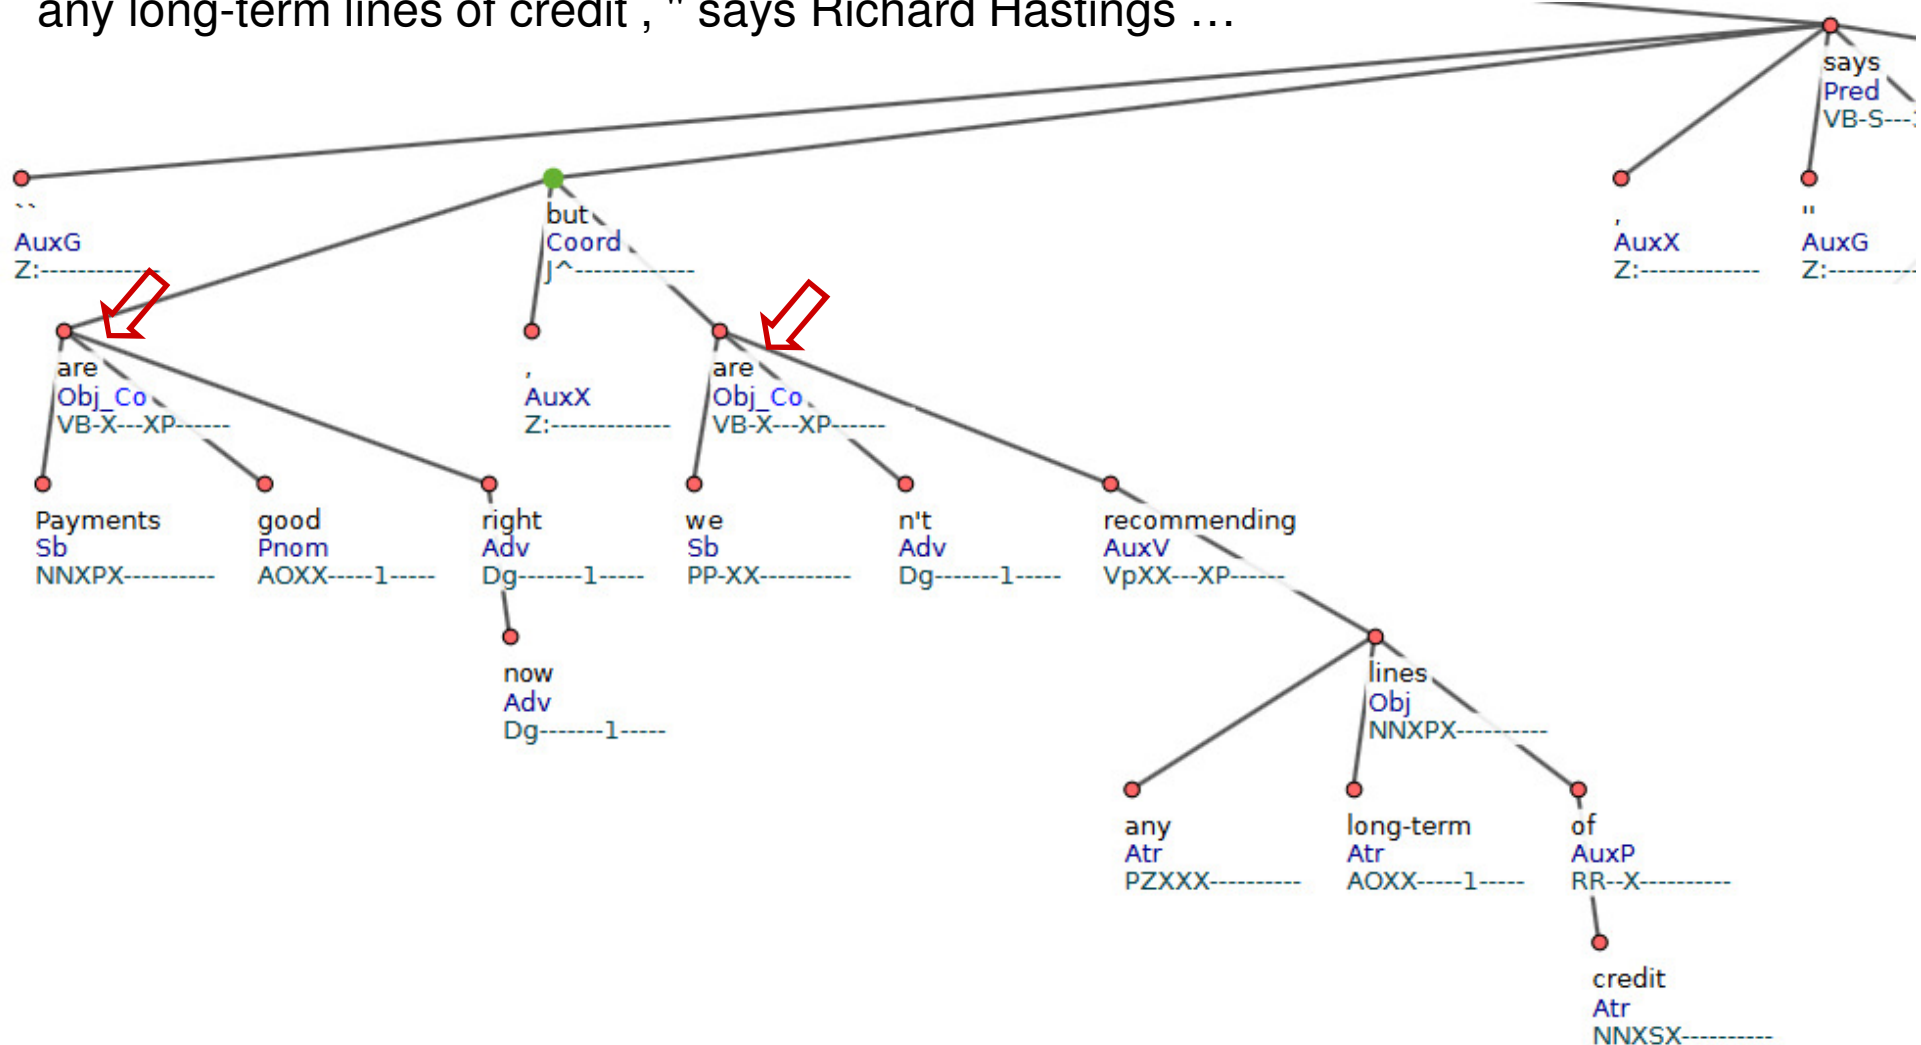 any long-term lines of credit , " says Richard Hastings …
says
Pred
VB-S---
``
AuxG
Z:-------------
but
Coord
J^-------------
,
AuxX
Z:-------------
"
AuxG
Z:----------
are
Obj_Co
VB-X---XP------
,
AuxX
Z:-------------
are
Obj_Co
VB-X---XP------
Payments
Sb
NNXPX----------
good
Pnom
AOXX-----1-----
right
Adv
Dg-------1-----
we
Sb
PP-XX----------
n't
Adv
Dg-------1-----
recommending
AuxV
VpXX---XP------
now
Adv
Dg-------1-----
lines
Obj
NNXPX----------
any
Atr
PZXXX----------
long-term
Atr
AOXX-----1-----
of
AuxP
RR--X----------
credit
Atr
NNXSX----------